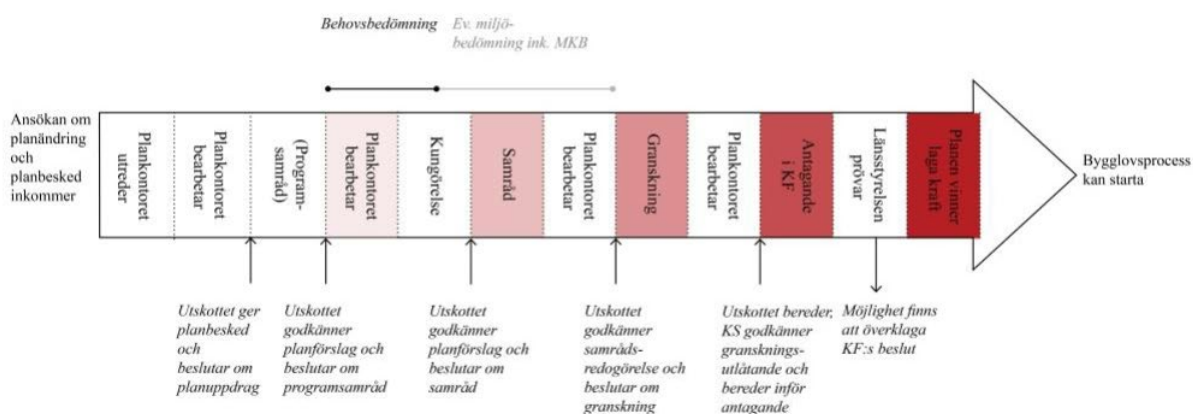 Behovsbedömning
Ev. miljö-
bedömning ink. MKB
Ansökan om
planändring
och
planbesked
inkommer
Plankontoret
utreder
Plankontoret
bearbetar
(Program-
samråd)
Plankontoret
bearbetar
Kungörelse
Samråd
Plankontoret
bearbetar
Granskning
Plankontoret
bearbetar
Antagande
i KF
Länsstyrelsen
prövar
Planen vinner
laga kraft
Bygglovsprocess
kan starta
Utskottet ger
planbesked
och
beslutar om
planuppdrag
Utskottet
godkänner
planförslag och
beslutar om
programsamråd
Utskottet
godkänner
planförslag och
beslutar om
samråd
Utskottet
godkänner
samråds-
redogörelse och
beslutar om
granskning
Utskottet bereder,
KS godkänner
gransknings-
utlåtande och
bereder inför
antagande
Möjlighet finns
att överklaga
KF:s beslut